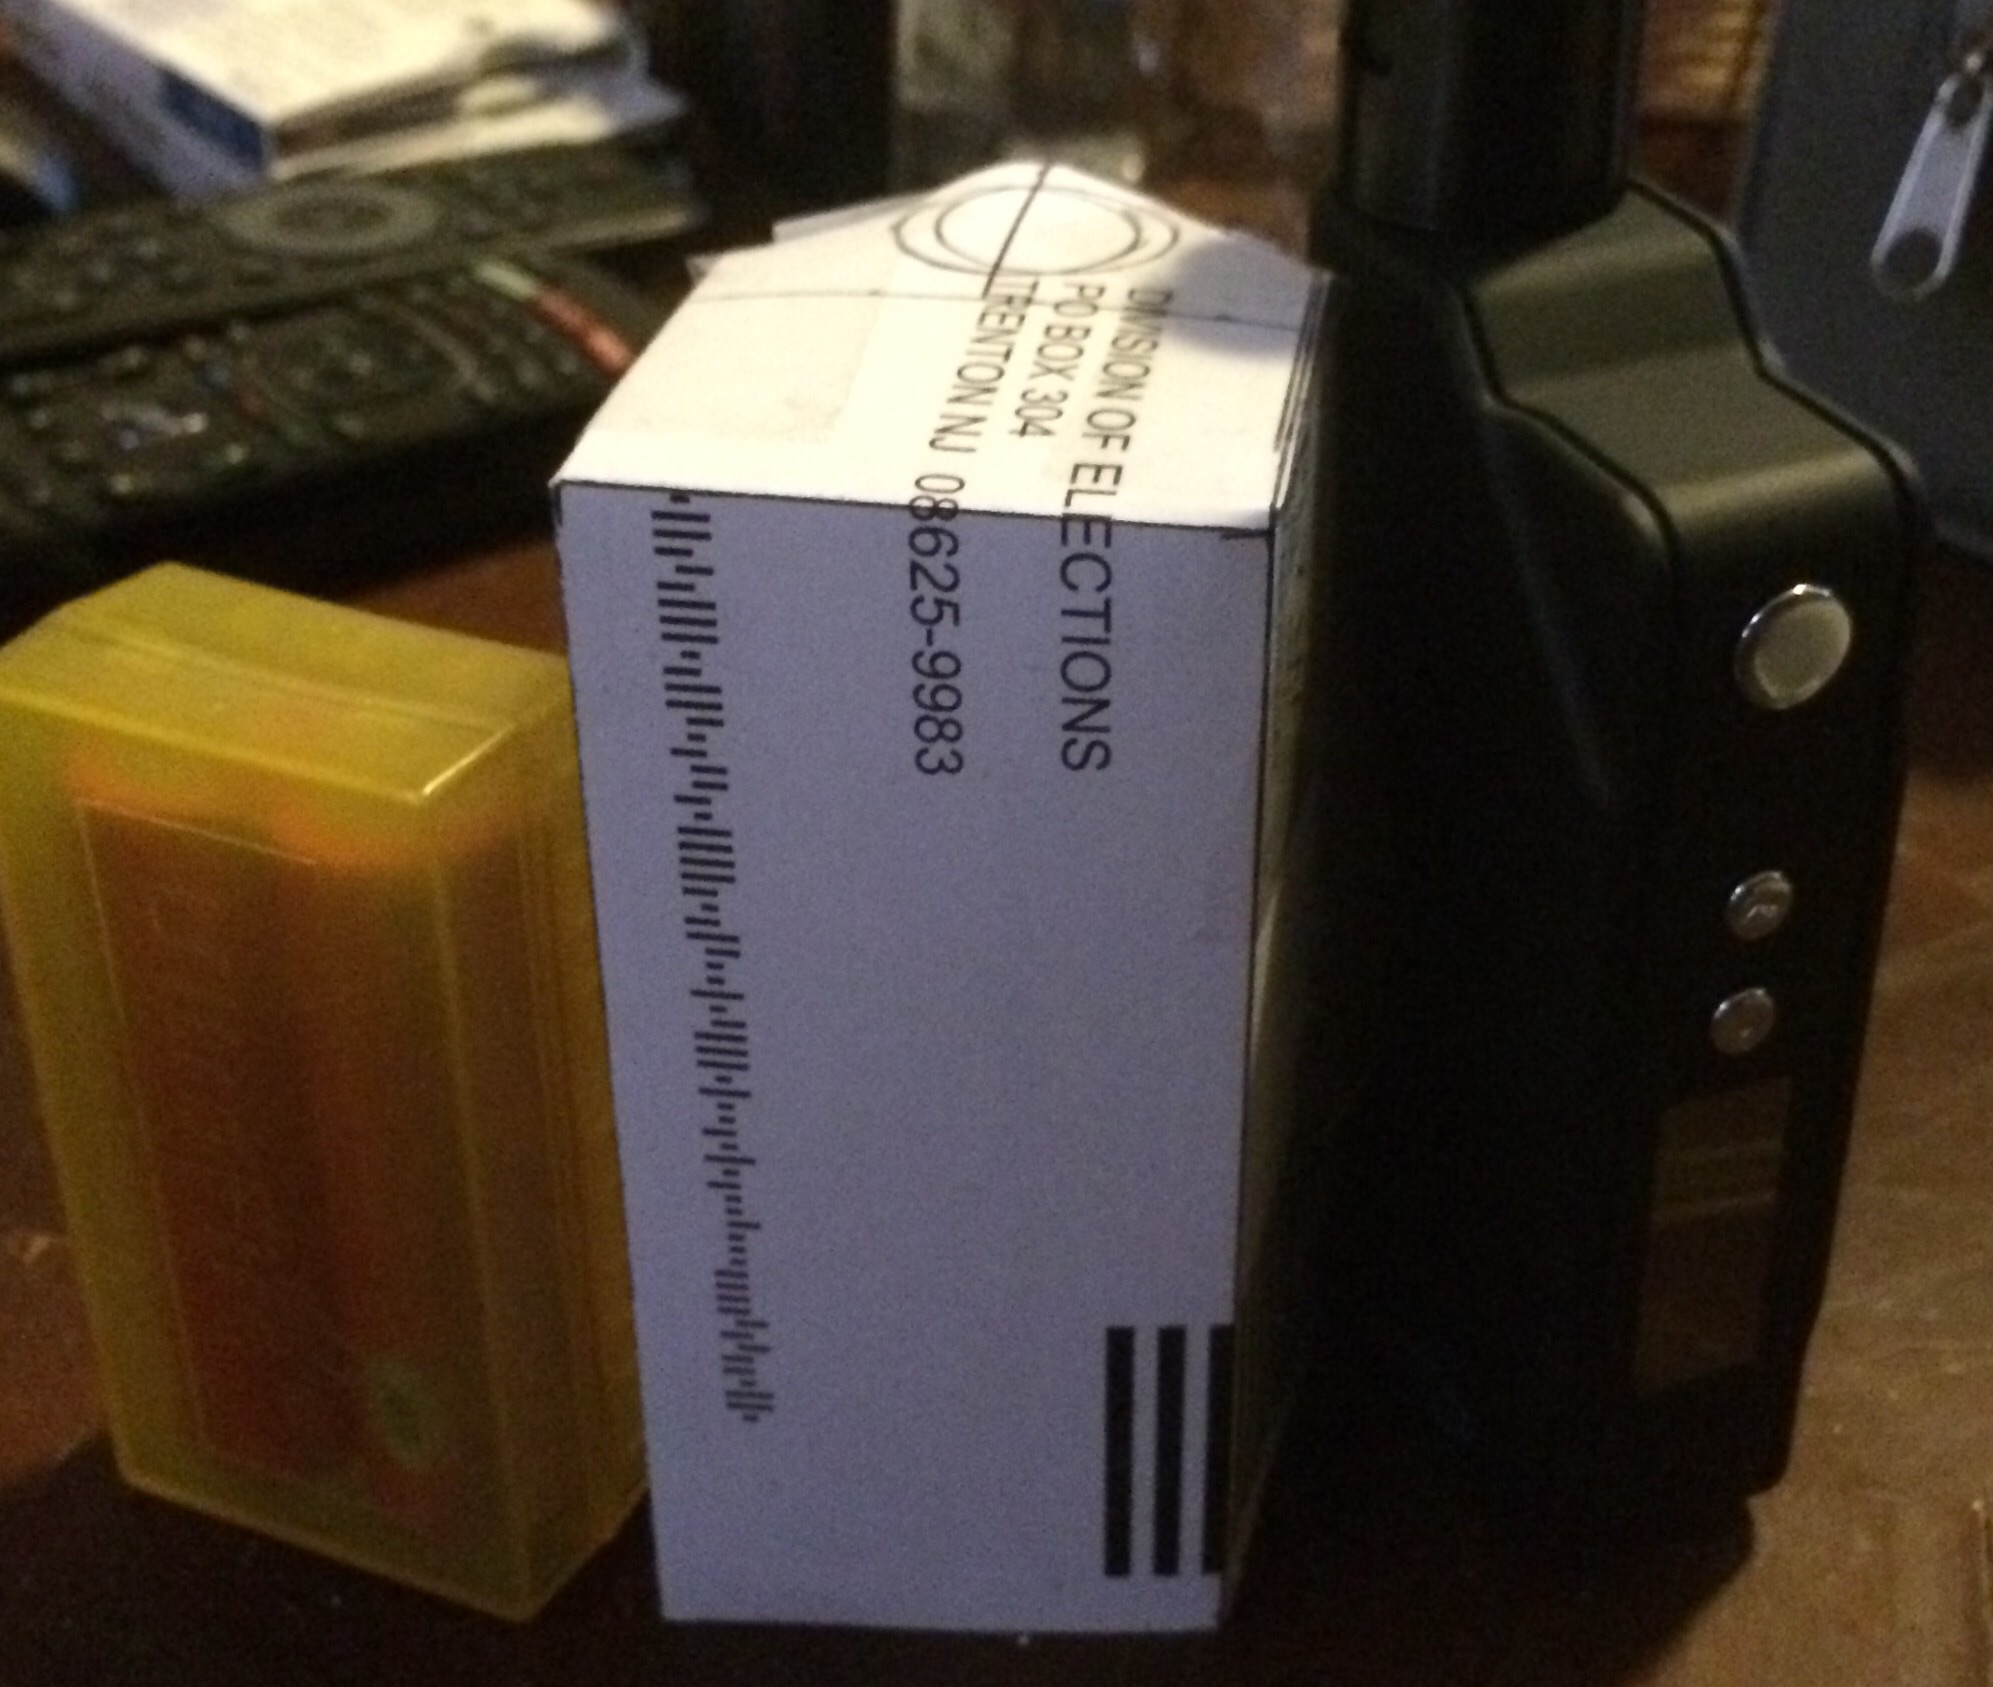 DIVISION OF ELECTIONS
PO BOX 304
TRENTON NJ 08625-9983